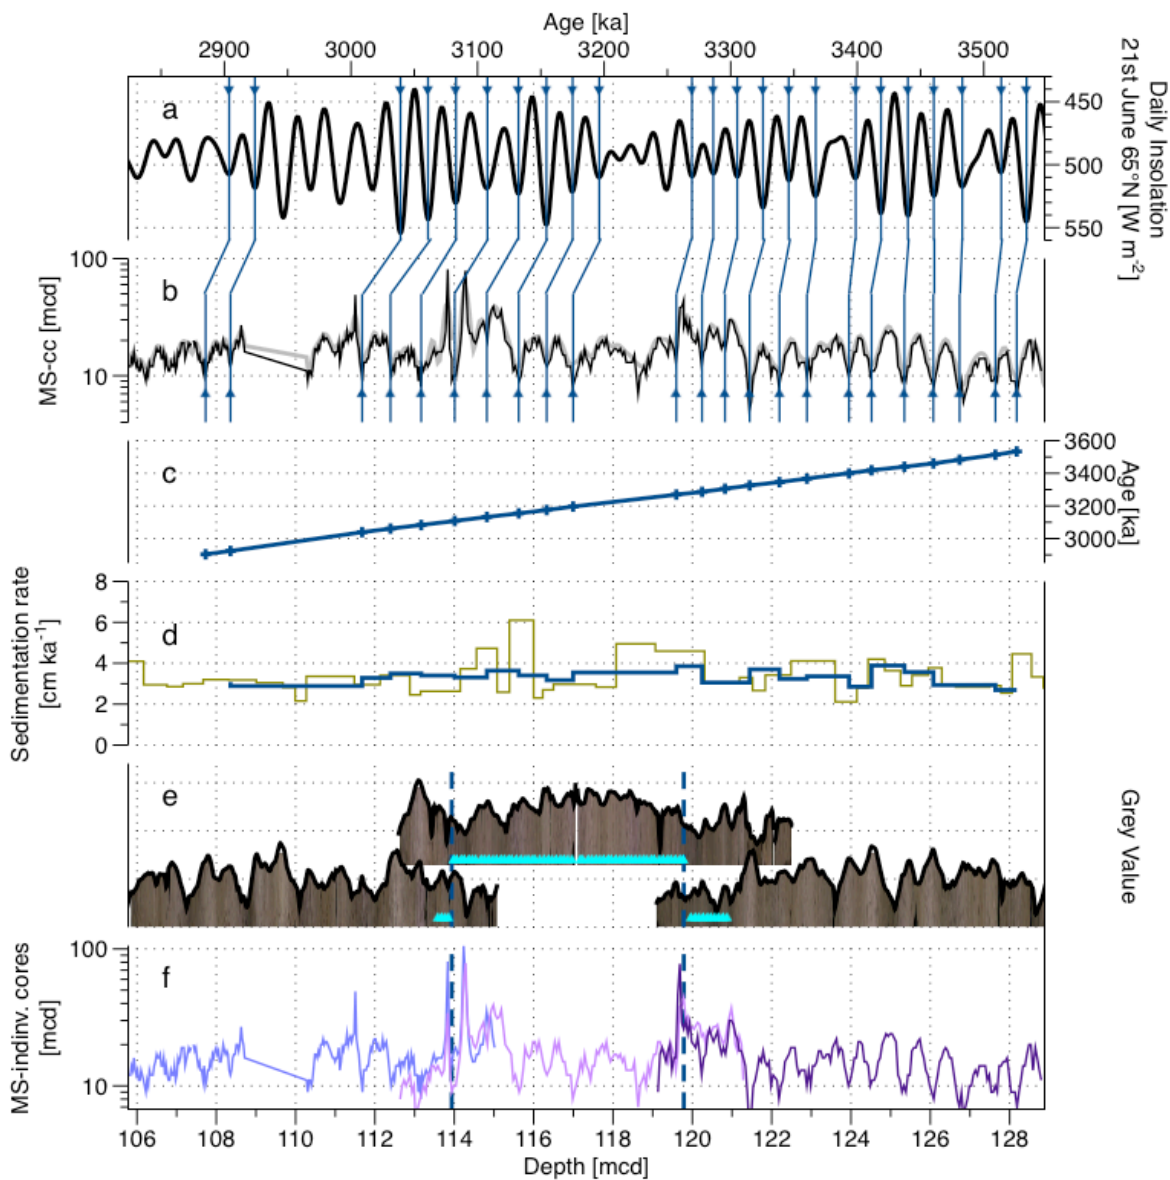 Age [ka]
2900 3000 3100 3200 3300 3400 3500
a
450
500
550
Daily Insolation
21st June 65°N [W m-2]
100
10
b
MS-cc [mcd]
c
3600
3400
3200
3000
Age [ka]
8
6
4
2
0
d
Sedimentation rate
[cm ka-1]
e
Grey Value
100
10
f
MS-indinv. cores
[mcd]
106 108 110 112 114 116 118 120 122 124 126 128
Depth [mcd]